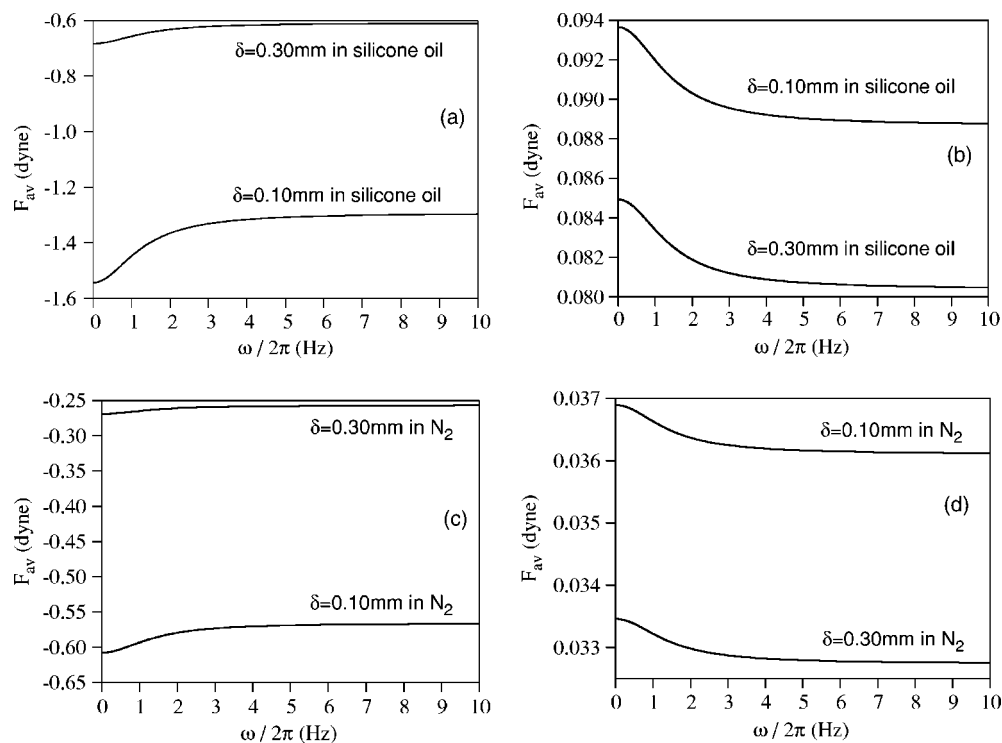 -0.6
δ=0.30mm in silicone oil
-0.8
(a)
-1.0
F_av (dyne)
-1.2
δ=0.10mm in silicone oil
-1.4
-1.6
0 1 2 3 4 5 6 7 8 9 10
ω / 2π (Hz)
0.094
0.092
δ=0.10mm in silicone oil
0.090
0.088
(b)
F_av (dyne)
0.086
0.084
δ=0.30mm in silicone oil
0.082
0.080
0 1 2 3 4 5 6 7 8 9 10
ω / 2π (Hz)
-0.25
δ=0.30mm in N₂
-0.30
-0.35
-0.40
(c)
F_av (dyne)
-0.45
-0.50
δ=0.10mm in N₂
-0.55
-0.60
-0.65
0 1 2 3 4 5 6 7 8 9 10
ω / 2π (Hz)
0.037
δ=0.10mm in N₂
0.036
(d)
F_av (dyne)
0.035
0.034
δ=0.30mm in N₂
0.033
0 1 2 3 4 5 6 7 8 9 10
ω / 2π (Hz)